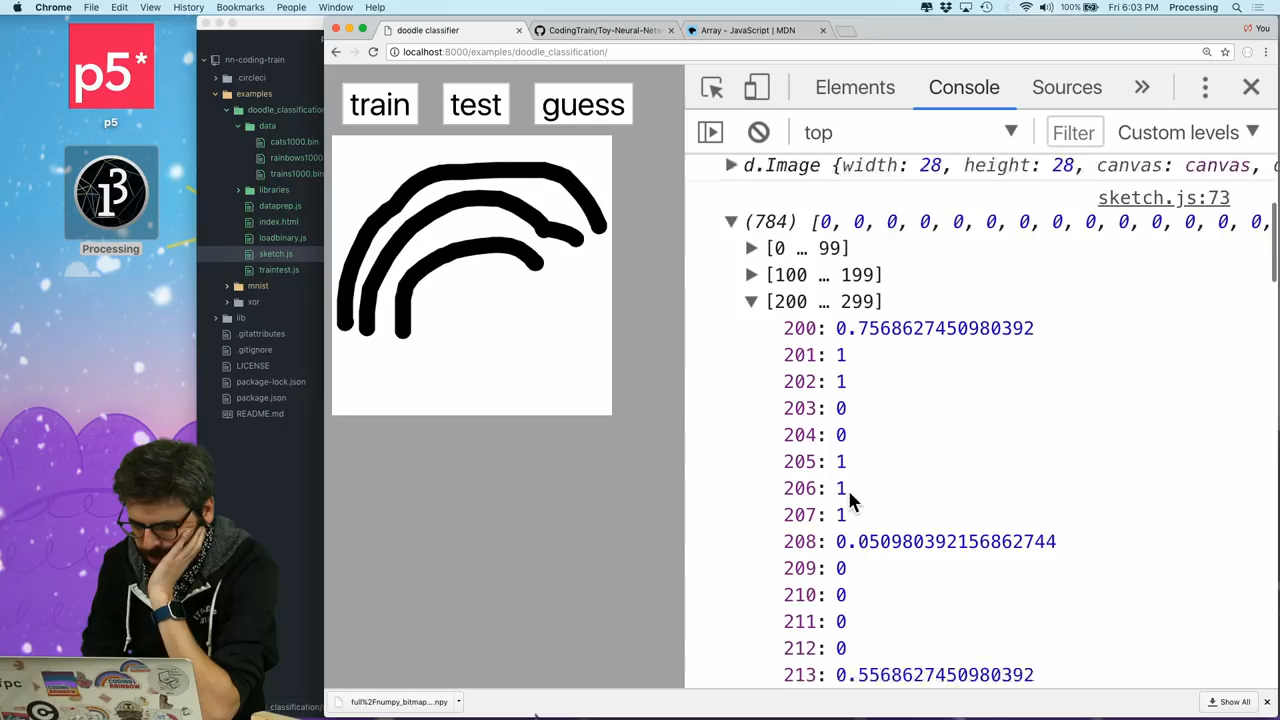 Chrome File Edit View History Bookmarks People Window Help
100% Fri 6:03 PM Processing
doodle classifier
CodingTrain/Toy-Neural-Netw
Array - JavaScript | MDN
You
localhost:8000/examples/doodle_classification/
p5*
p5
Processing
nn-coding-train
.circleci
examples
doodle_classification
data
cats1000.bin
rainbows1000
trains1000.bin
libraries
dataprep.js
index.html
loadbinary.js
sketch.js
traintest.js
mnist
xor
lib
.gitattributes
.gitignore
LICENSE
package-lock.json
package.json
README.md
train test guess
Elements Console Sources
top Filter Custom levels
d.Image {width: 28, height: 28, canvas: canvas,
sketch.js:73
(784) [0, 0, 0, 0, 0, 0, 0, 0, 0, 0, 0, 0, 0, 0,
[0 … 99]
[100 … 199]
[200 … 299]
200: 0.7568627450980392
201: 1
202: 1
203: 0
204: 0
205: 1
206: 1
207: 1
208: 0.050980392156862744
209: 0
210: 0
211: 0
212: 0
213: 0.5568627450980392
full%2Fnumpy_bitmap....npy
Show All
CODING RAINBOW